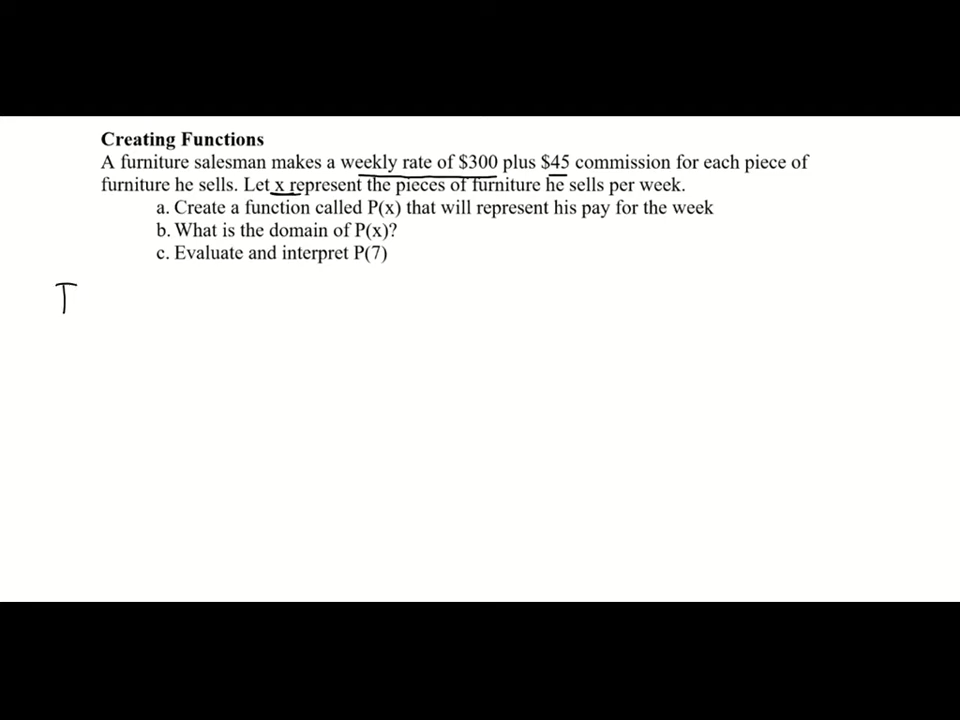 Creating Functions
A furniture salesman makes a weekly rate of $300 plus $45 commission for each piece of
furniture he sells. Let x represent the pieces of furniture he sells per week.
a. Create a function called P(x) that will represent his pay for the week
b. What is the domain of P(x)?
c. Evaluate and interpret P(7)
T